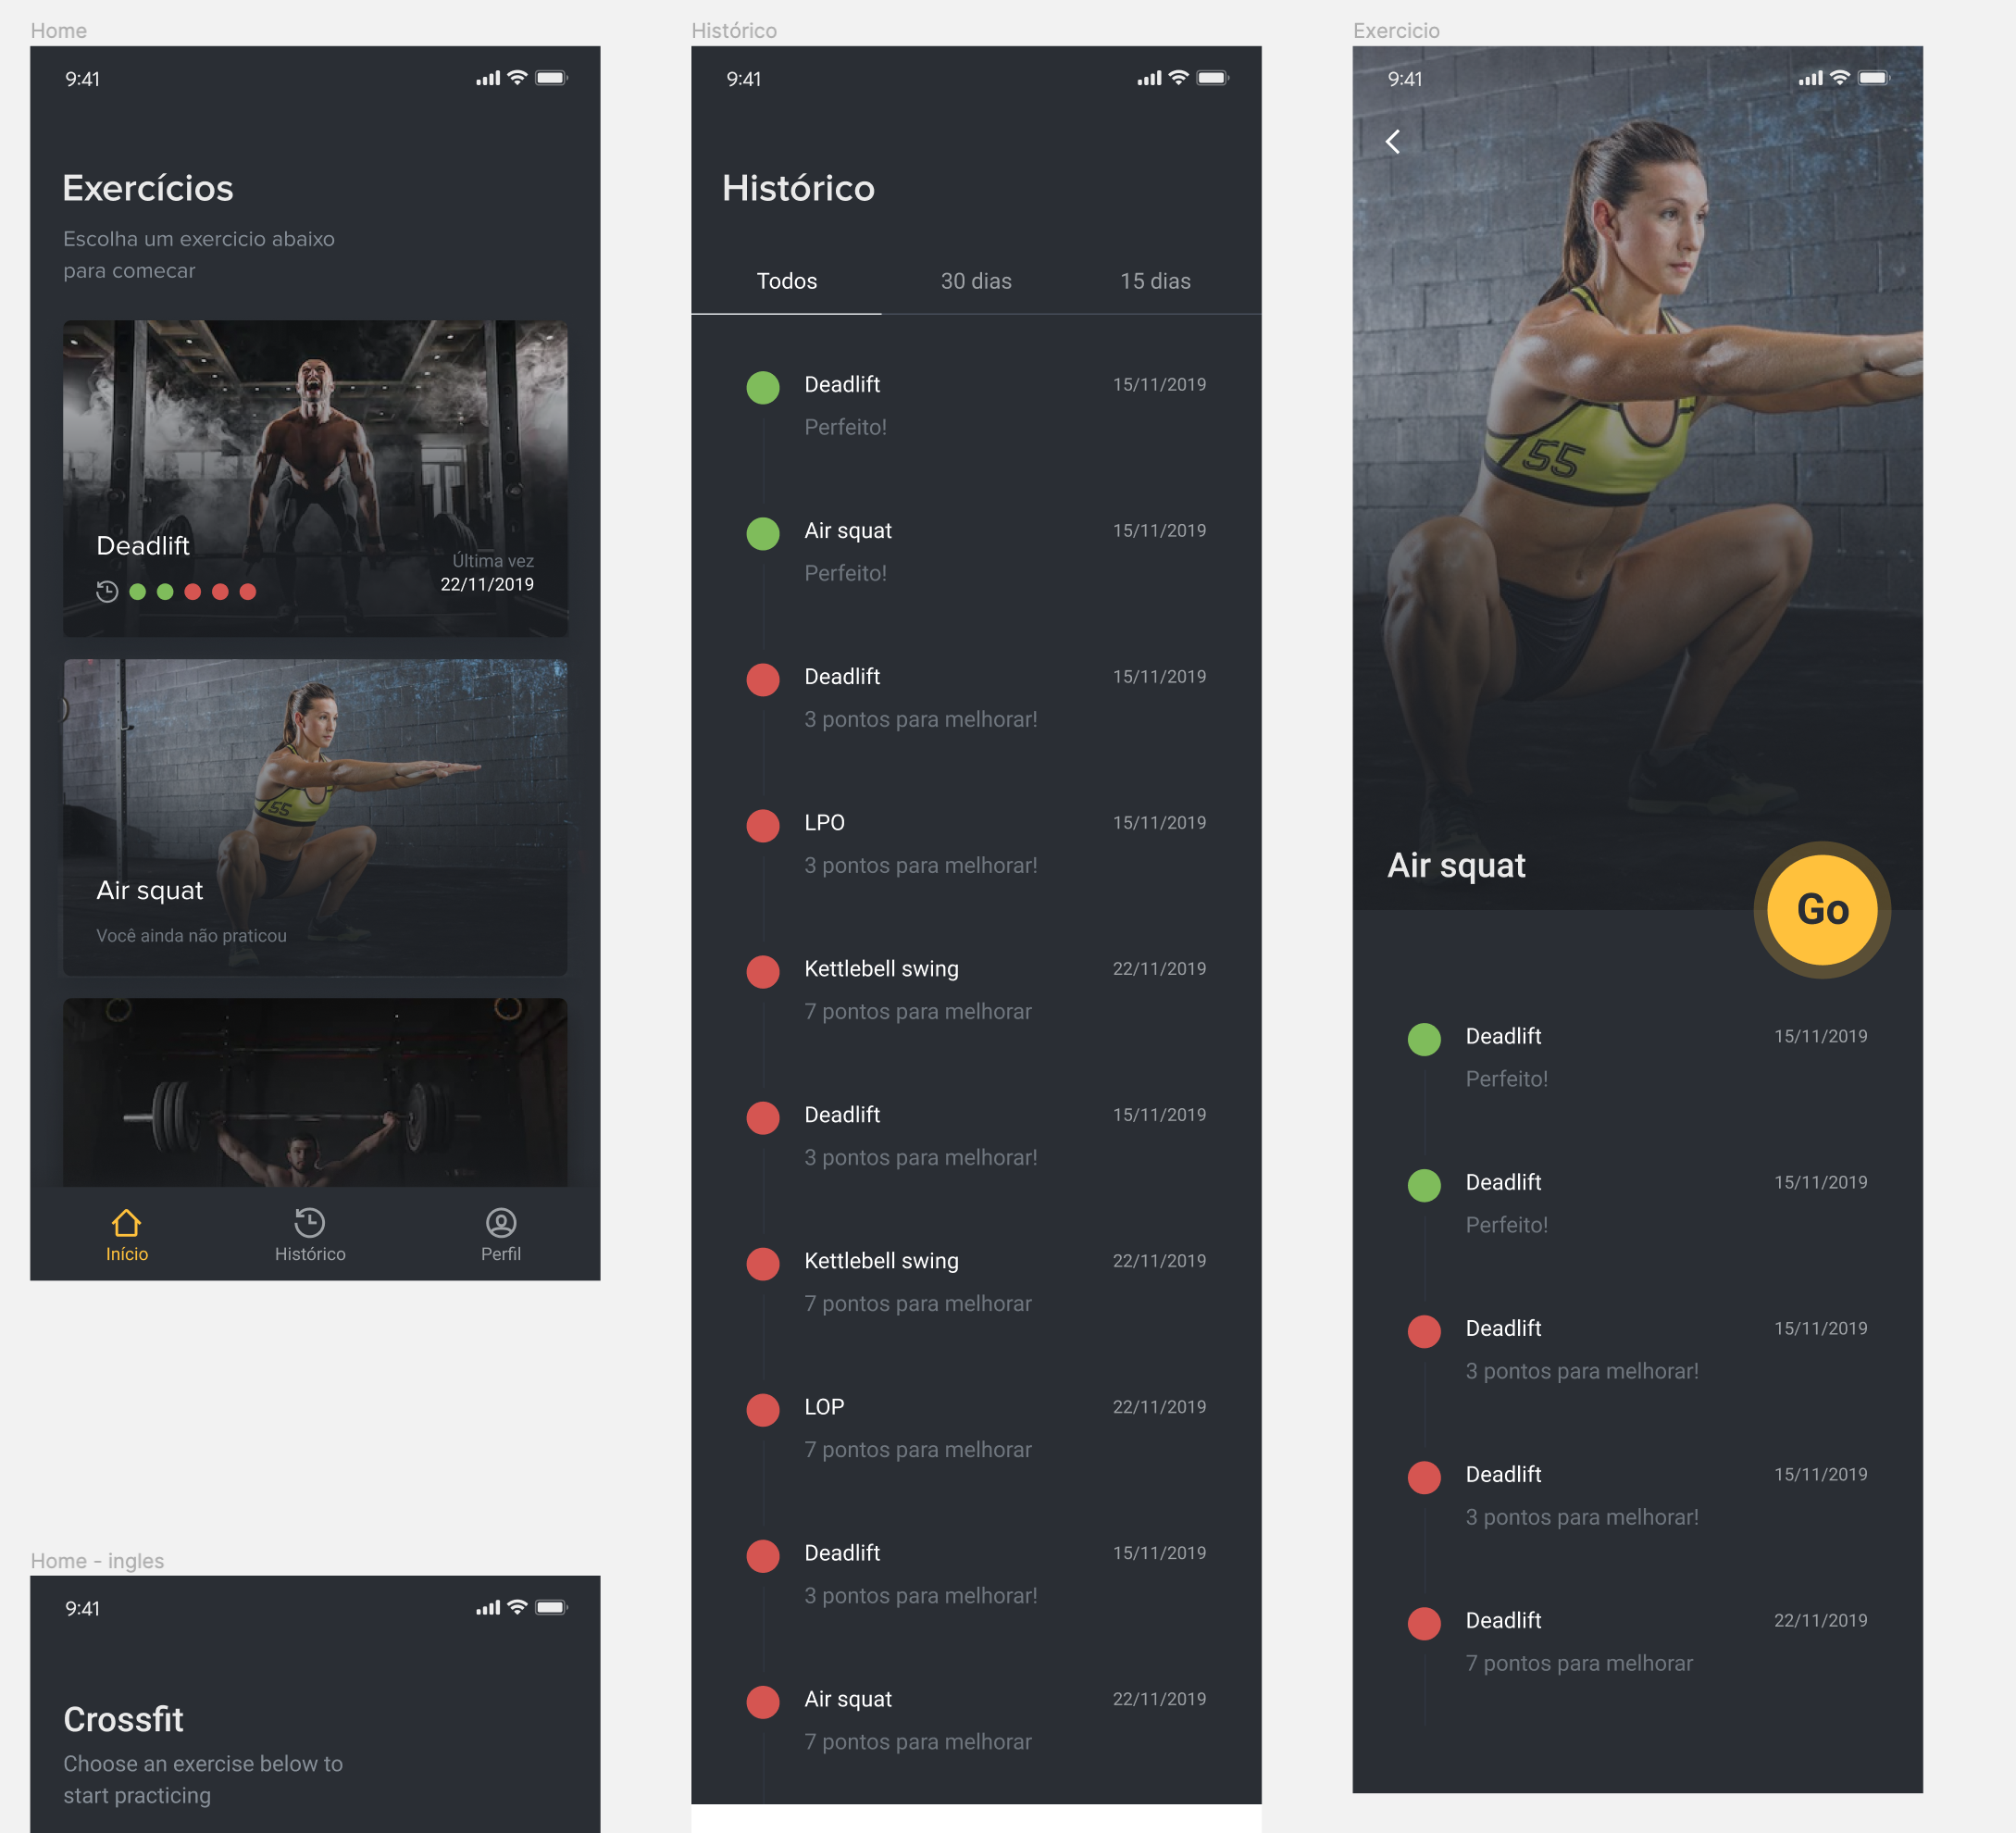 Home
9:41
Exercícios
Escolha um exercicio abaixo
para comecar
Deadlift
Última vez
22/11/2019
55
Air squat
Você ainda não praticou
Início
Histórico
Perfil
Home - ingles
9:41
Crossfit
Choose an exercise below to
start practicing
Histórico
9:41
Histórico
Todos 30 dias 15 dias
Deadlift 15/11/2019
Perfeito!
Air squat 15/11/2019
Perfeito!
Deadlift 15/11/2019
3 pontos para melhorar!
LPO 15/11/2019
3 pontos para melhorar!
Kettlebell swing 22/11/2019
7 pontos para melhorar
Deadlift 15/11/2019
3 pontos para melhorar!
Kettlebell swing 22/11/2019
7 pontos para melhorar
LOP 22/11/2019
7 pontos para melhorar
Deadlift 15/11/2019
3 pontos para melhorar!
Air squat 22/11/2019
7 pontos para melhorar
Exercicio
9:41
55
Air squat
Go
Deadlift 15/11/2019
Perfeito!
Deadlift 15/11/2019
Perfeito!
Deadlift 15/11/2019
3 pontos para melhorar!
Deadlift 15/11/2019
3 pontos para melhorar!
Deadlift 22/11/2019
7 pontos para melhorar